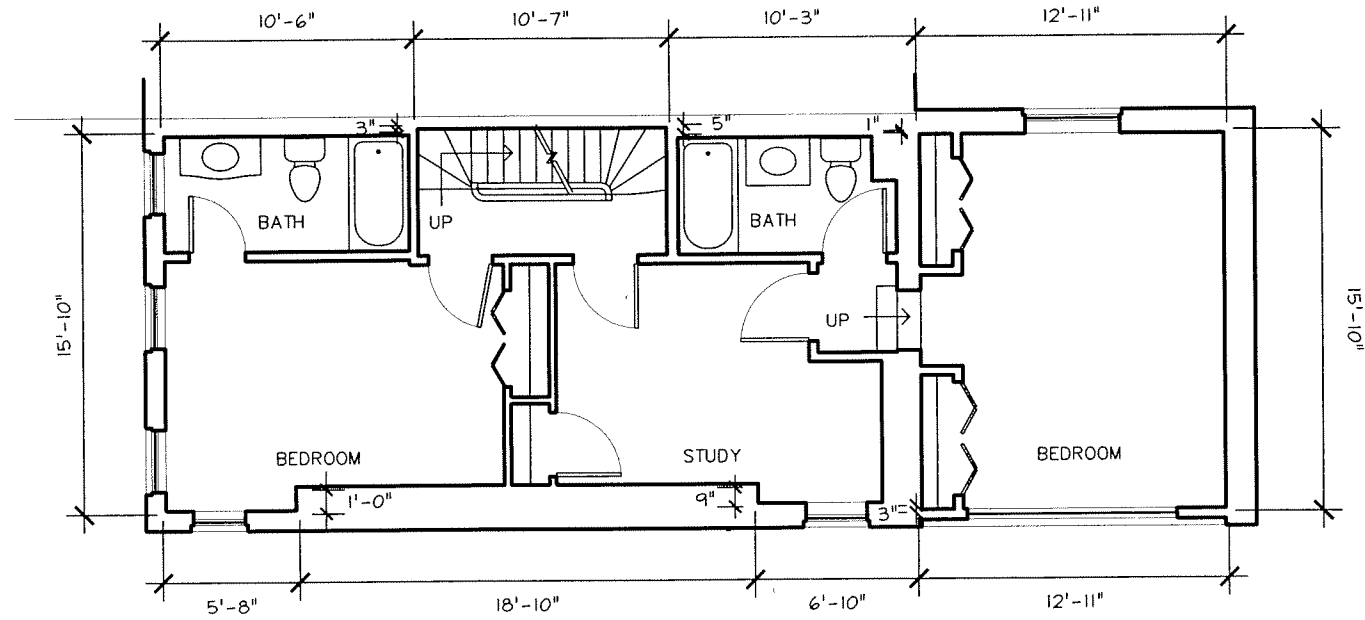 10'-6"
10'-7"
10'-3"
12'-11"
3"
5"
1"
BATH
UP
BATH
15'-10"
UP
15'-10"
BEDROOM
STUDY
BEDROOM
1'-0"
9"
3"
5'-8"
18'-10"
6'-10"
12'-11"